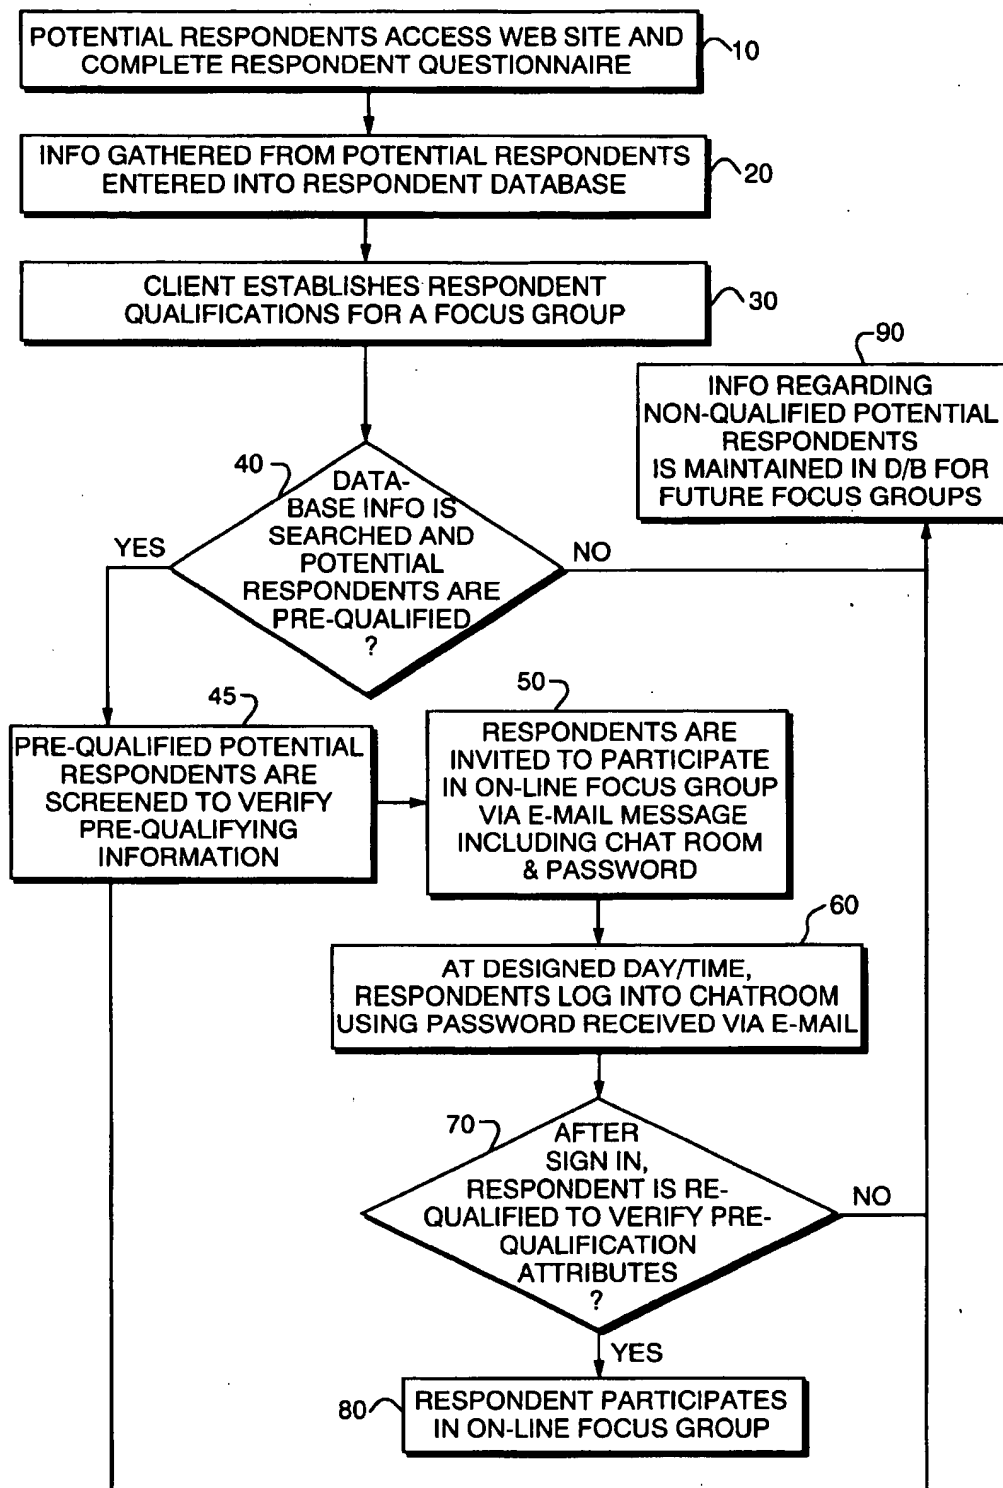 POTENTIAL RESPONDENTS ACCESS WEB SITE AND
COMPLETE RESPONDENT QUESTIONNAIRE
10
INFO GATHERED FROM POTENTIAL RESPONDENTS
ENTERED INTO RESPONDENT DATABASE
20
CLIENT ESTABLISHES RESPONDENT
QUALIFICATIONS FOR A FOCUS GROUP
30
90
INFO REGARDING
NON-QUALIFIED POTENTIAL
RESPONDENTS
IS MAINTAINED IN D/B FOR
FUTURE FOCUS GROUPS
40
DATA-
BASE INFO IS
SEARCHED AND
POTENTIAL
RESPONDENTS ARE
PRE-QUALIFIED
?
YES
NO
45
PRE-QUALIFIED POTENTIAL
RESPONDENTS ARE
SCREENED TO VERIFY
PRE-QUALIFYING
INFORMATION
50
RESPONDENTS ARE
INVITED TO PARTICIPATE
IN ON-LINE FOCUS GROUP
VIA E-MAIL MESSAGE
INCLUDING CHAT ROOM
& PASSWORD
60
AT DESIGNED DAY/TIME,
RESPONDENTS LOG INTO CHATROOM
USING PASSWORD RECEIVED VIA E-MAIL
70
AFTER
SIGN IN,
RESPONDENT IS RE-
QUALIFIED TO VERIFY PRE-
QUALIFICATION
ATTRIBUTES
?
NO
YES
80
RESPONDENT PARTICIPATES
IN ON-LINE FOCUS GROUP